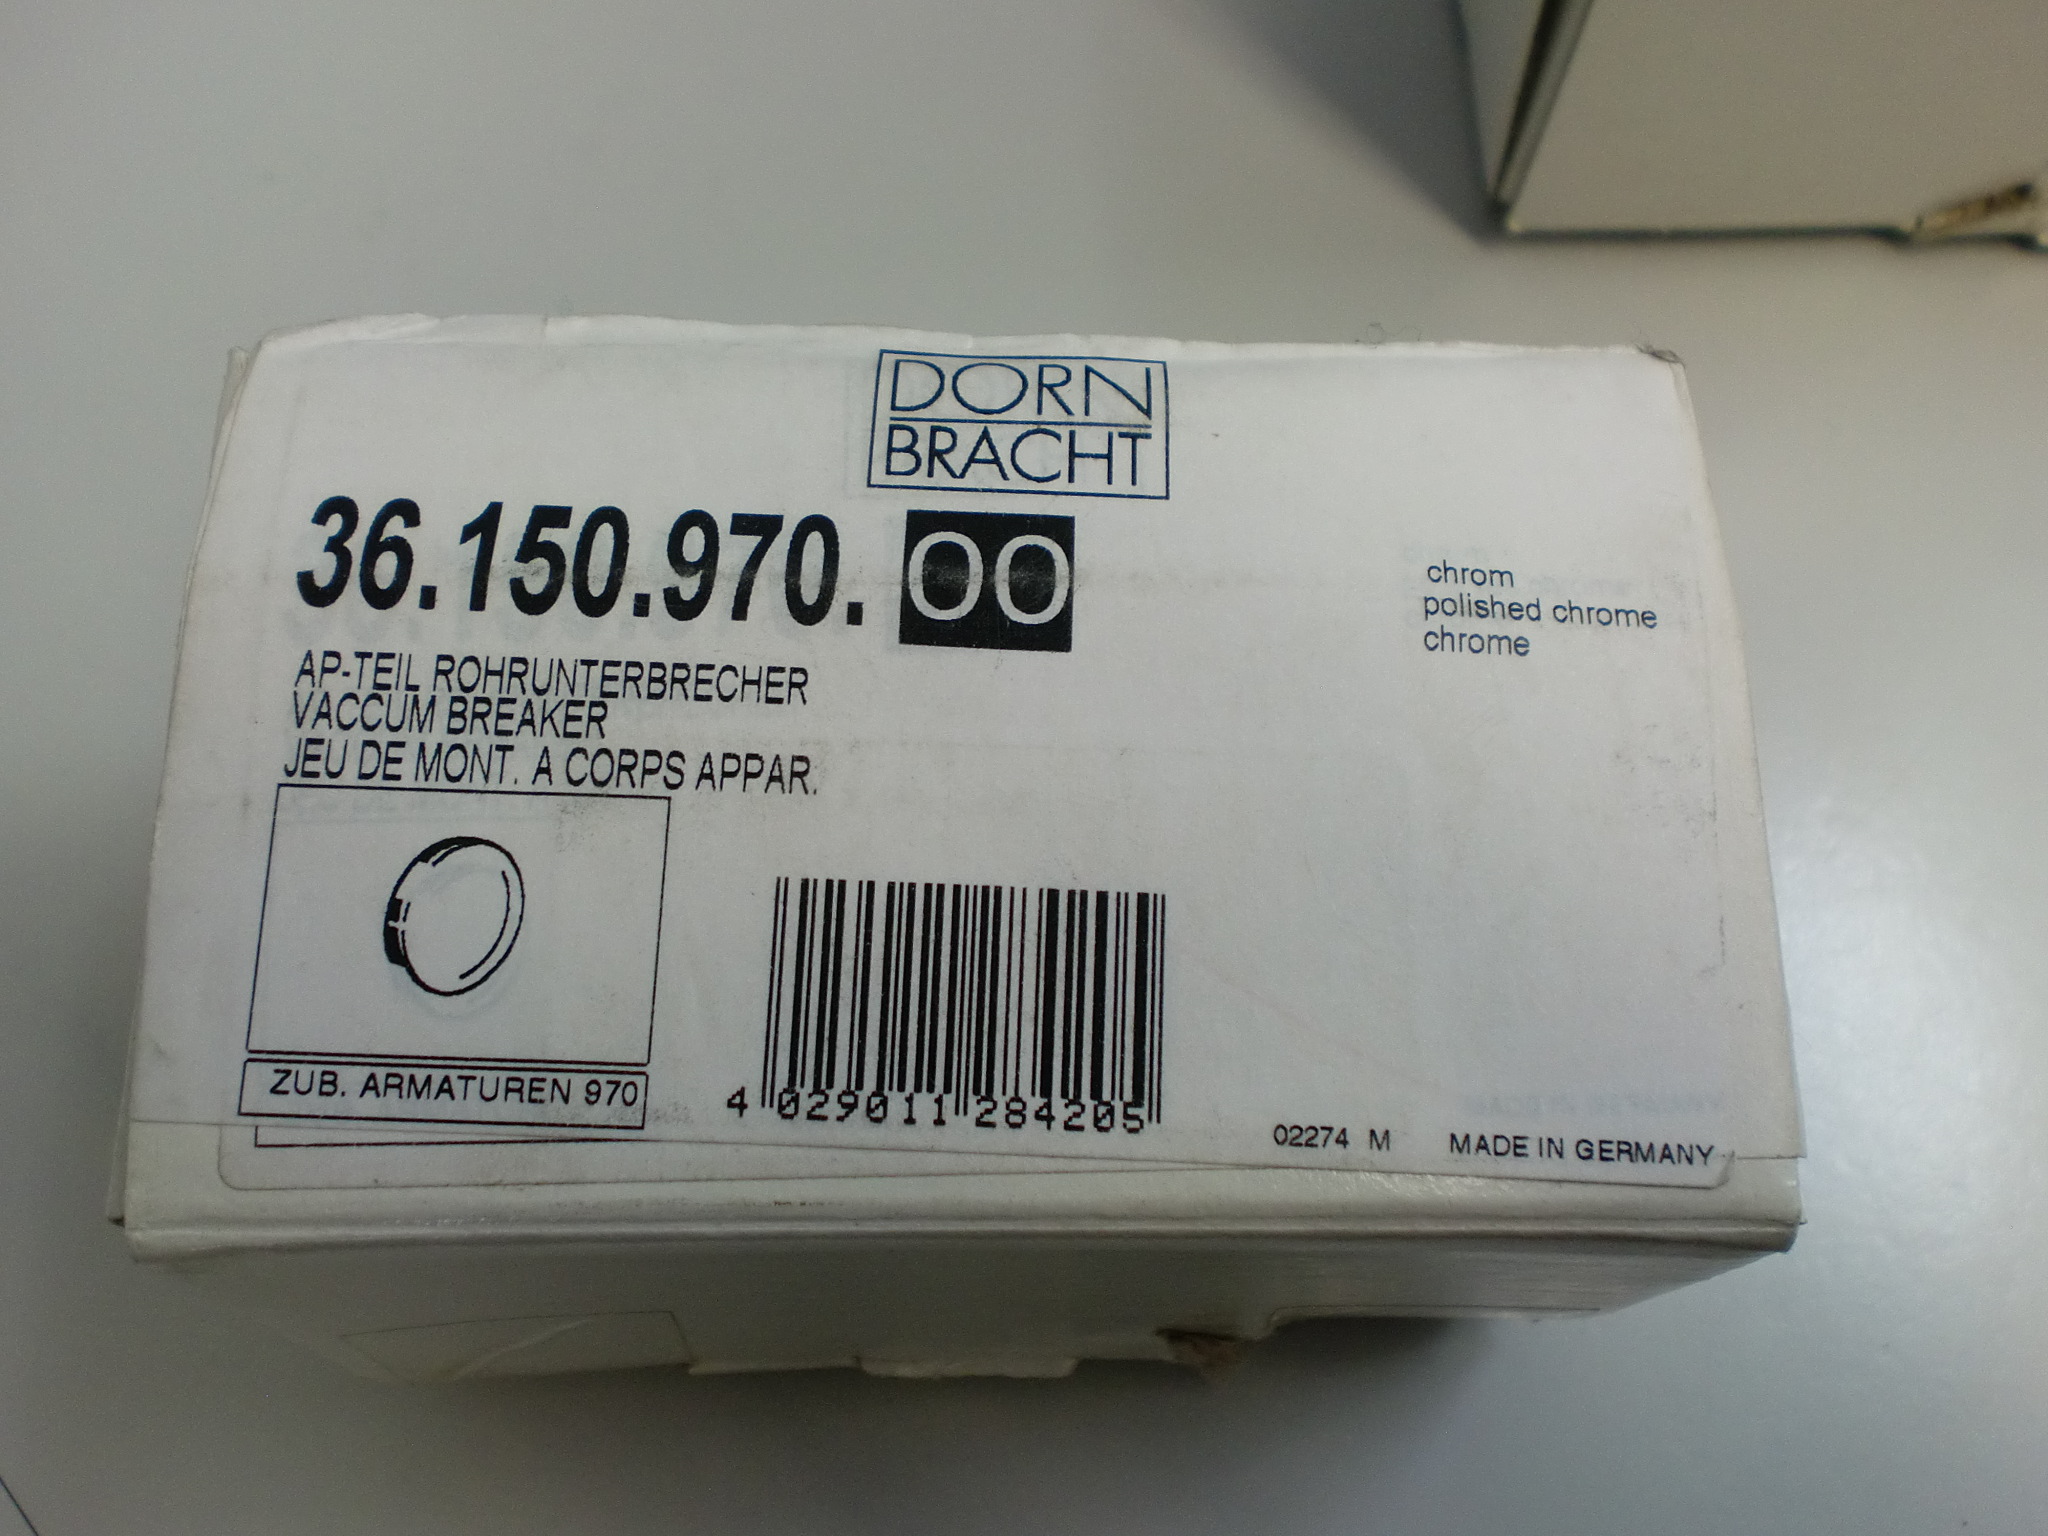 DORN
BRACHT
36.150.970.00
chrom
polished chrome
chrome
AP-TEIL ROHRUNTERBRECHER
VACCUM BREAKER
JEU DE MONT. A CORPS APPAR.
ZUB. ARMATUREN 970
4 029011 284205
02274 M MADE IN GERMANY